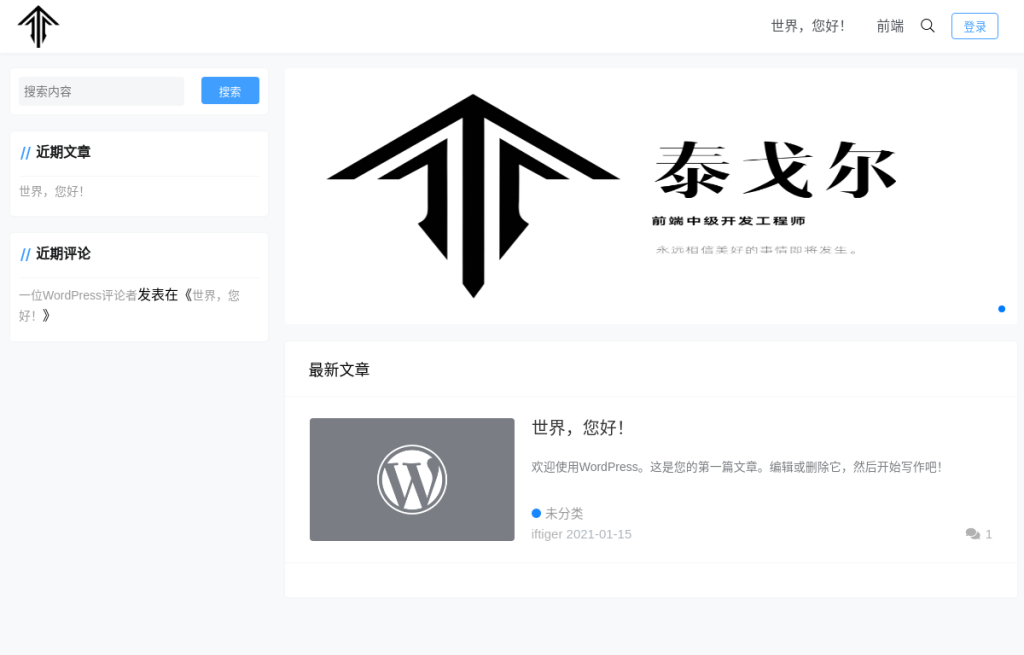 世界，您好！
前端
登录
搜索内容
搜索
// 近期文章
世界，您好！
// 近期评论
一位WordPress评论者发表在《世界，您
好！》
泰戈尔
前端中级开发工程师
永远相信美好的事情即将发生。
最新文章
世界，您好！
欢迎使用WordPress。这是您的第一篇文章。编辑或删除它，然后开始写作吧！
未分类
iftiger 2021-01-15
1